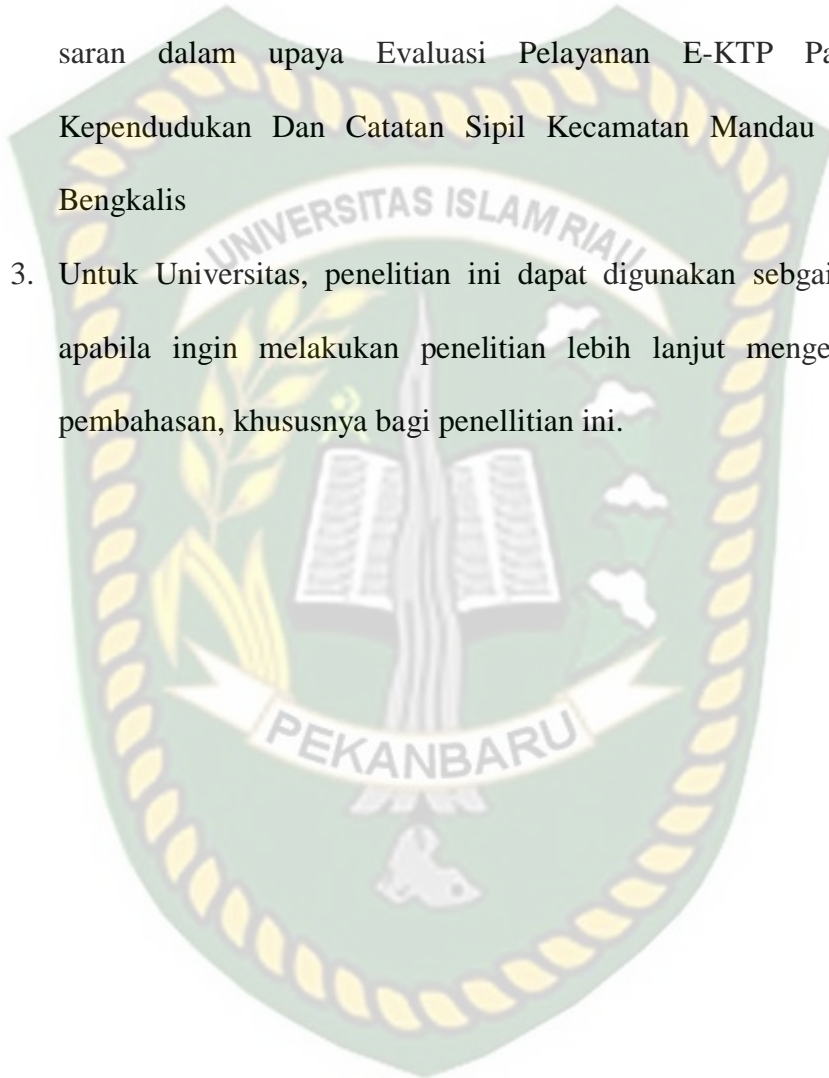 saran dalam upaya Evaluasi Pelayanan E-KTP
Kependudukan Dan Catatan Sipil Kecamatan Mandau
Bengkalis
UNIVERSITAS ISLAM RIAU
3. Untuk Universitas, penelitian ini dapat digunakan sebgai
apabila ingin melakukan penelitian lebih lanjut
pembahasan, khususnya bagi penellitian ini.
PEKANBARU